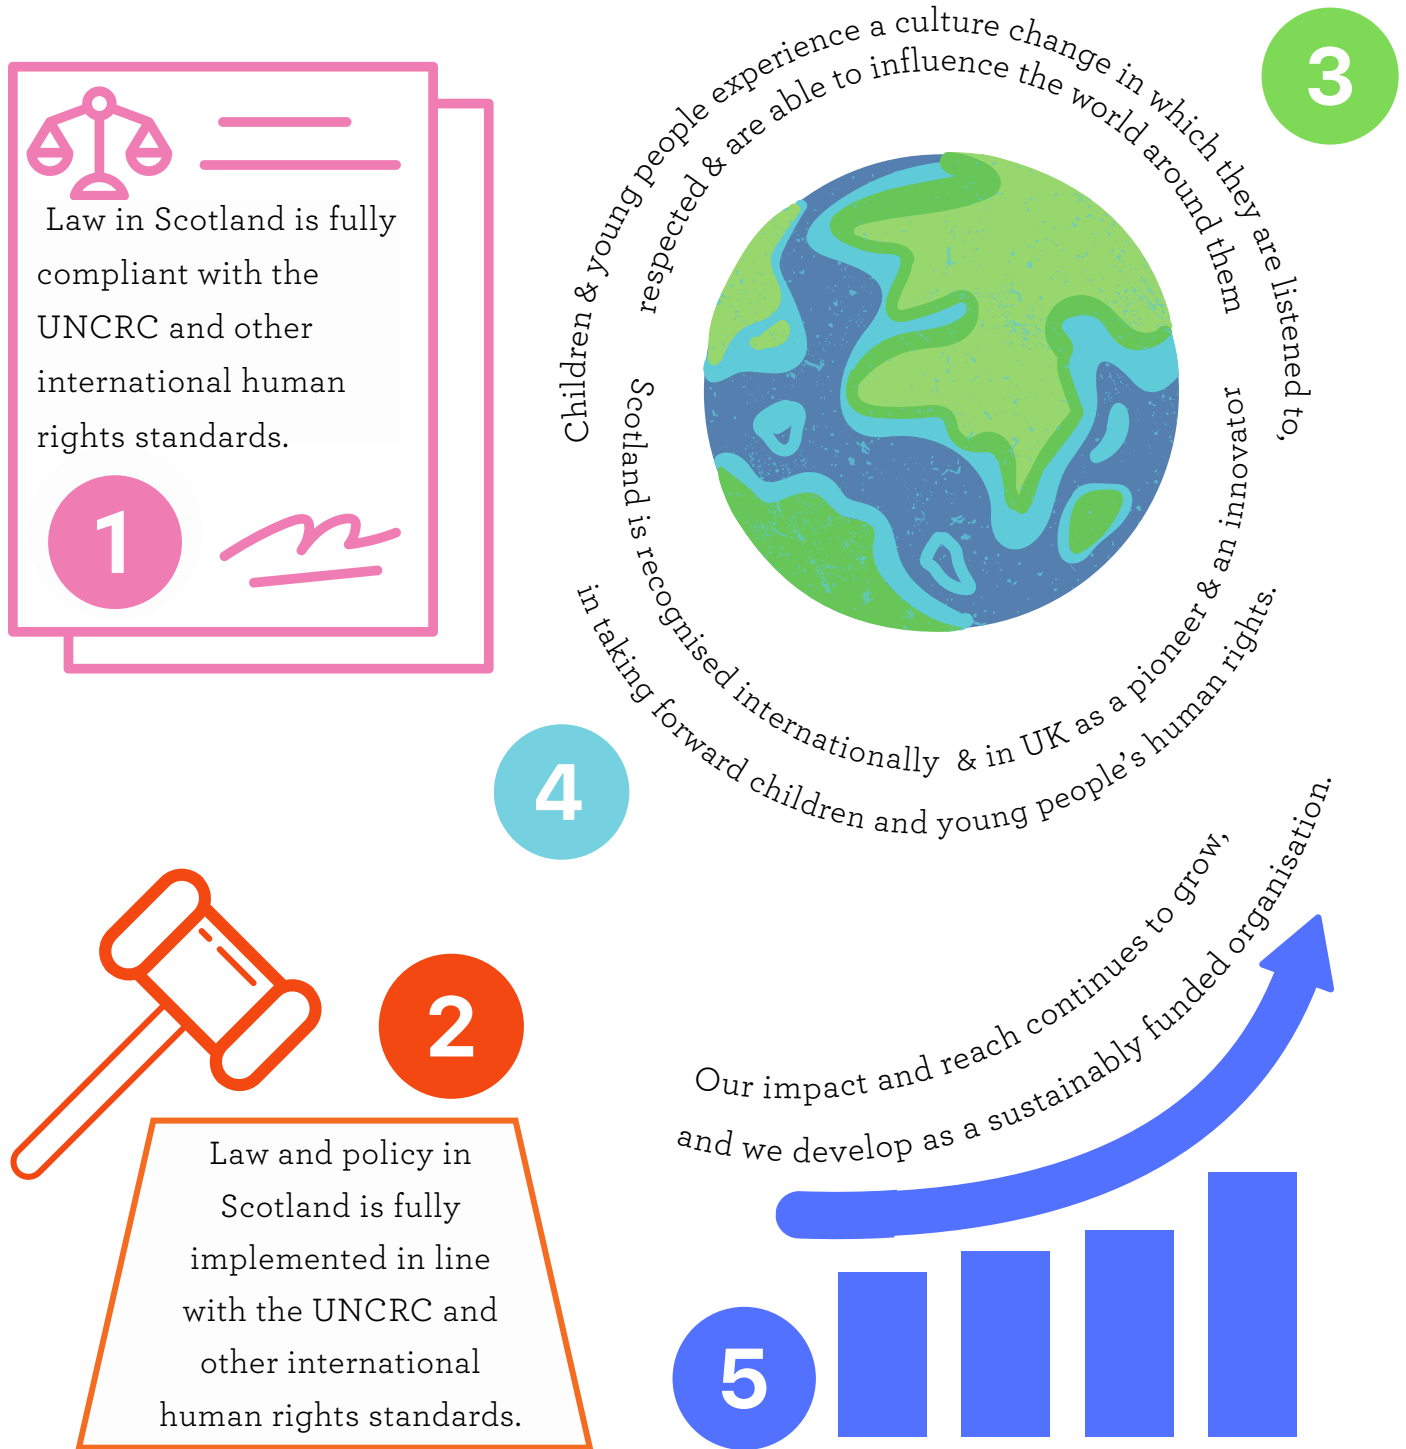 Law in Scotland is fully
compliant with the
UNCRC and other
international human
rights standards.
1
2
Law and policy in
Scotland is fully
implemented in line
with the UNCRC and
other international
human rights standards.
3
Children & young people experience a culture change in which they are listened to,
respected & are able to influence the world around them
4
Scotland is recognised internationally & in UK as a pioneer & an innovator
in taking forward children and young people's human rights.
Our impact and reach continues to grow,
and we develop as a sustainably funded organisation.
5